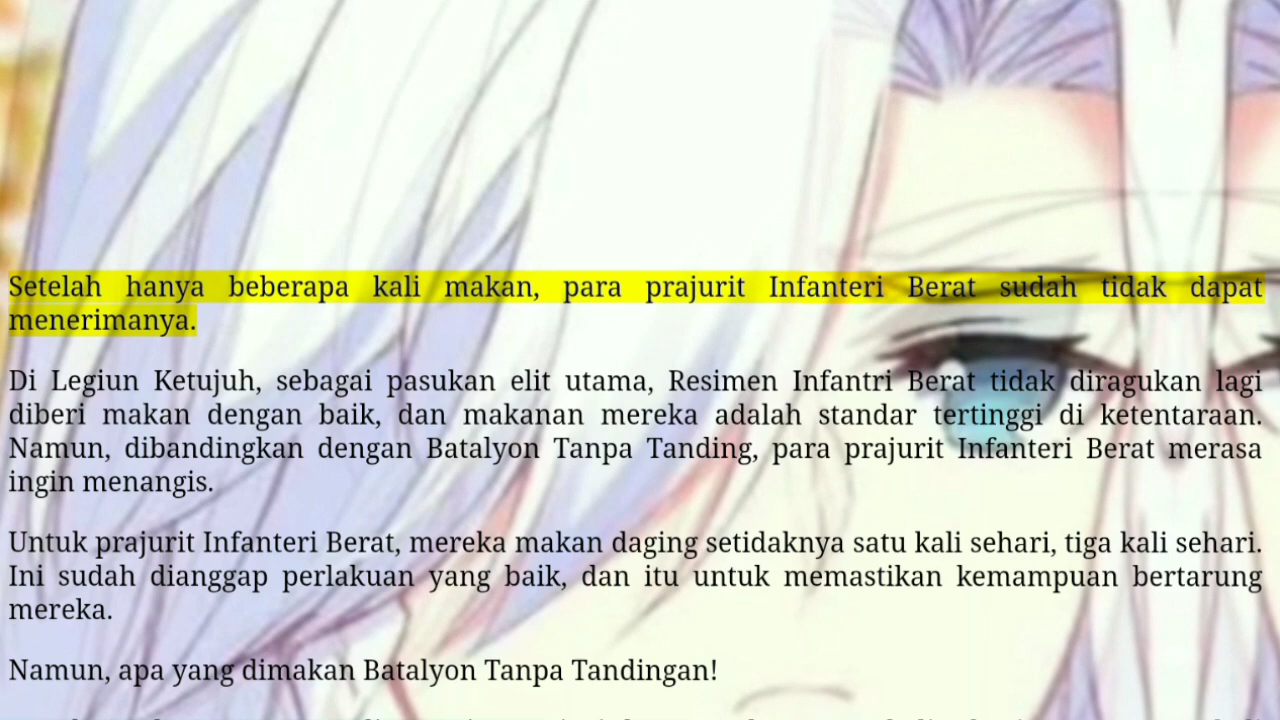 Setelah hanya beberapa kali makan, para prajurit Infanteri Berat sudah tidak dapat
menerimanya.
Di Legiun Ketujuh, sebagai pasukan elit utama, Resimen Infantri Berat tidak diragukan lagi
diberi makan dengan baik, dan makanan mereka adalah standar tertinggi di ketentaraan.
Namun, dibandingkan dengan Batalyon Tanpa Tanding, para prajurit Infanteri Berat merasa
ingin menangis.
Untuk prajurit Infanteri Berat, mereka makan daging setidaknya satu kali sehari, tiga kali sehari.
Ini sudah dianggap perlakuan yang baik, dan itu untuk memastikan kemampuan bertarung
mereka.
Namun, apa yang dimakan Batalyon Tanpa Tandingan!